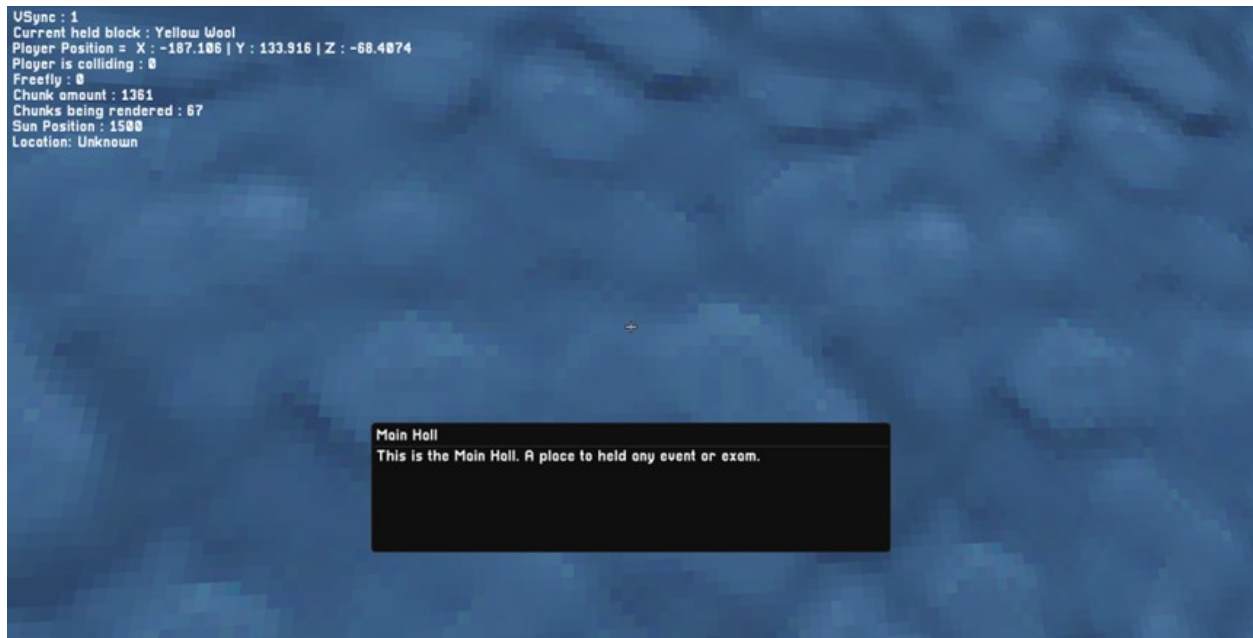 VSync : 1
Current held block : Yellow Wool
Player Position = X : -187.106 | Y : 133.916 | Z : -68.4074
Player is colliding : 0
Freefly : 0
Chunk amount : 1361
Chunks being rendered : 67
Sun Position : 1500
Location: Unknown
Main Hall
This is the Main Hall. A place to held any event or exam.